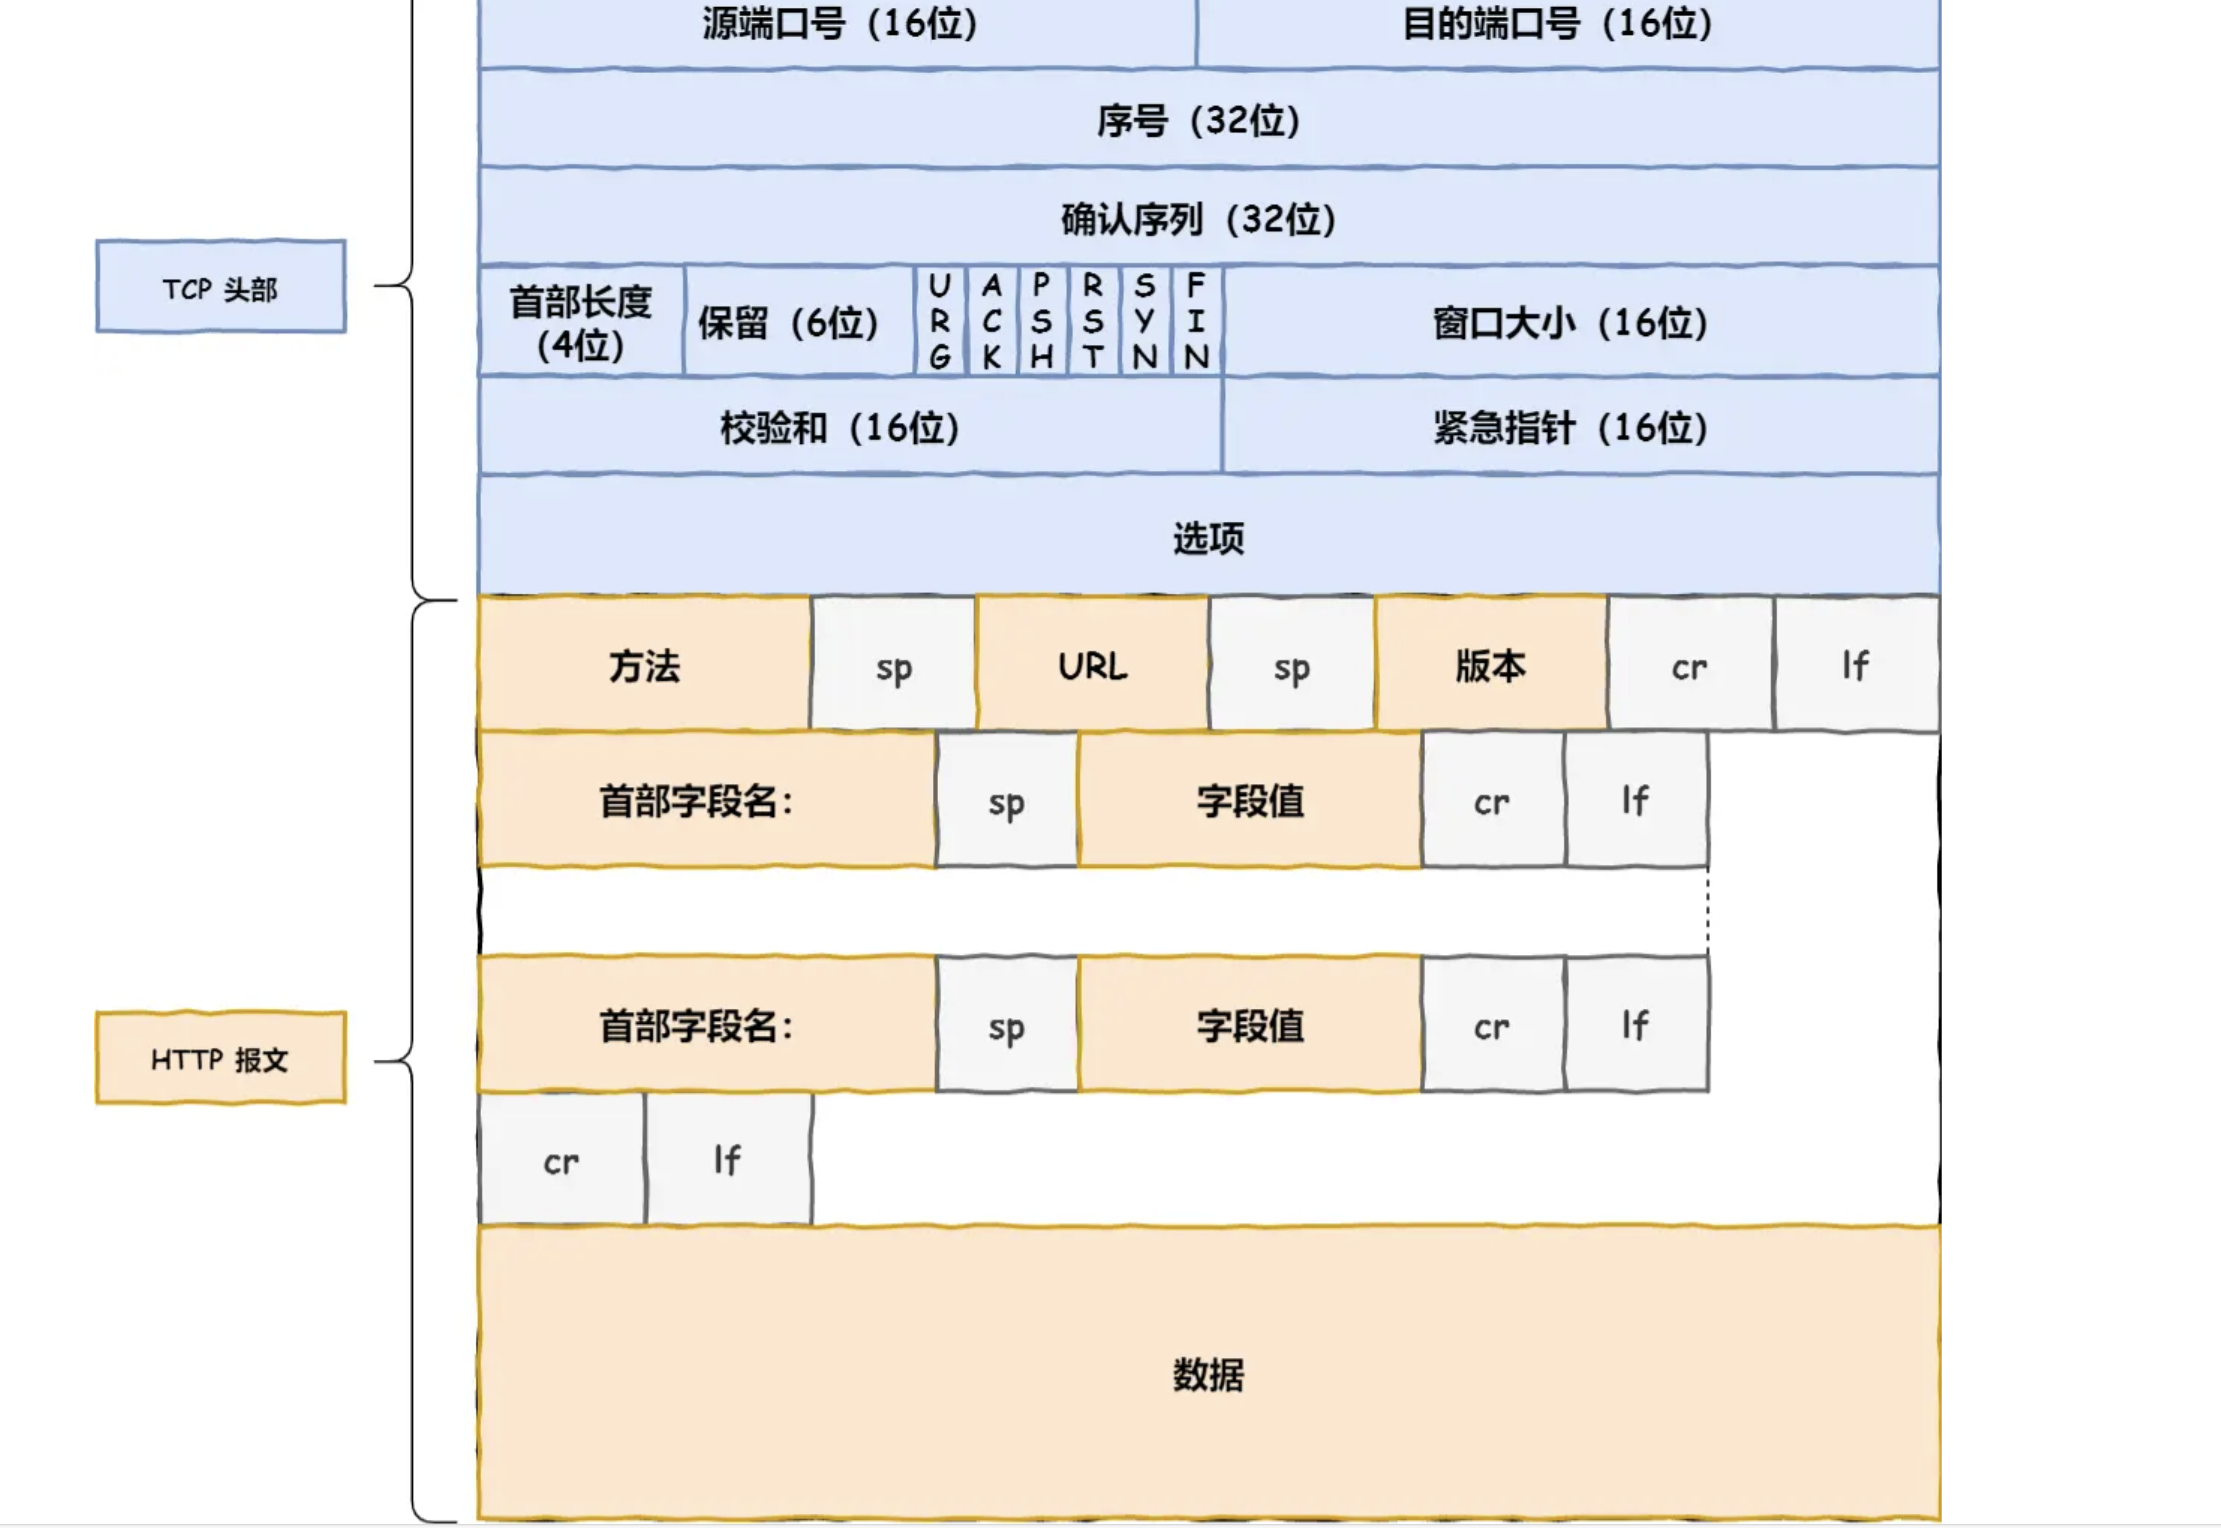 源端口号（16位）
目的端口号（16位）
序号（32位）
确认序列（32位）
TCP 头部
首部长度
（4位）
保留（6位）
URG
ACK
PSH
RST
SYN
FIN
窗口大小（16位）
校验和（16位）
紧急指针（16位）
选项
方法
sp
URL
sp
版本
cr
lf
首部字段名：
sp
字段值
cr
lf
首部字段名：
sp
字段值
cr
lf
HTTP 报文
cr
lf
数据